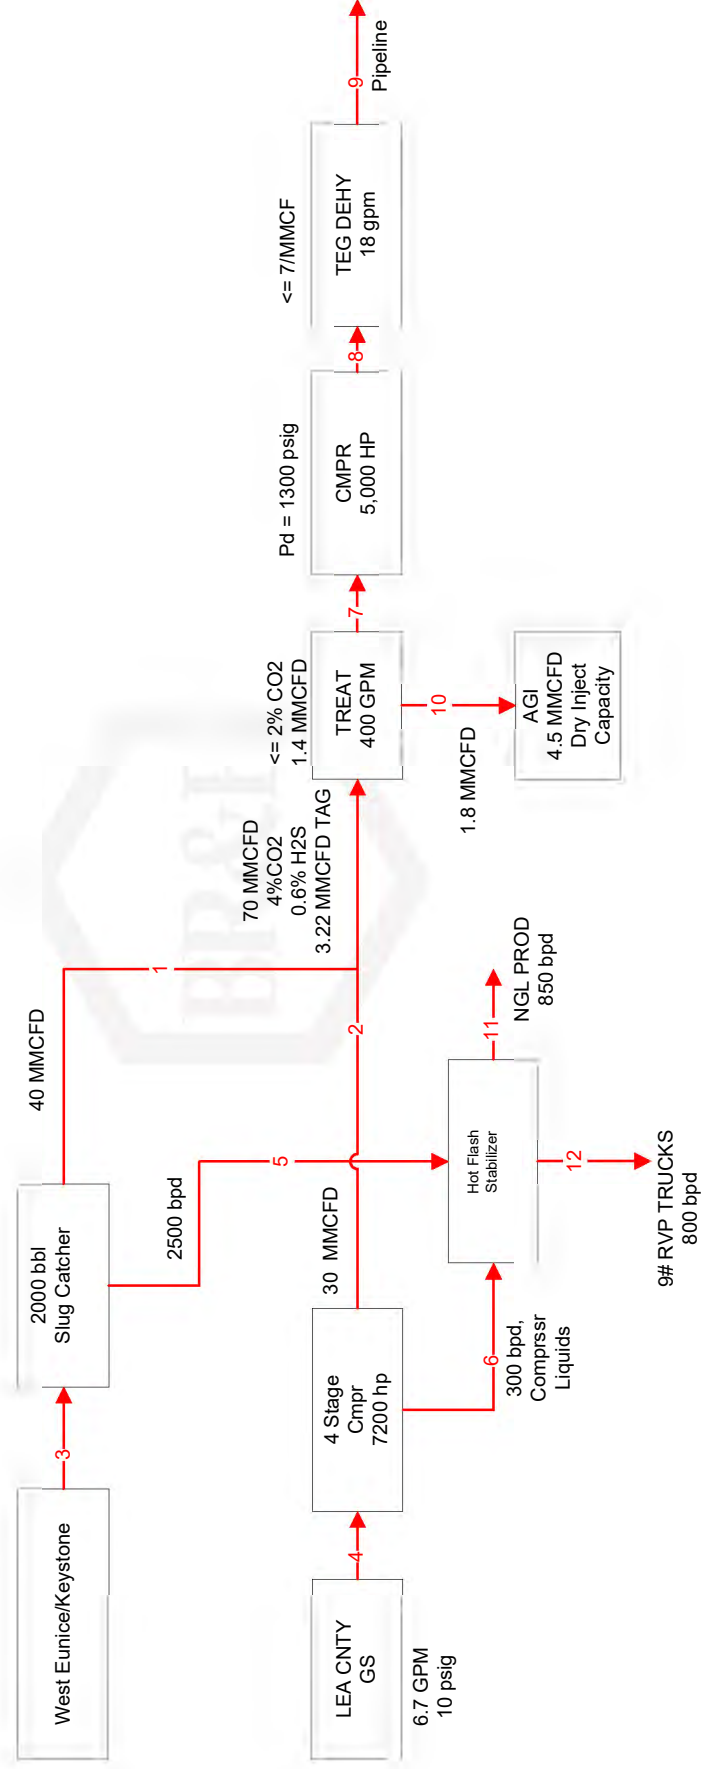 West Eunice/Keystone
3
2000 bbl
Slug Catcher
40 MMCFD
1
2500 bpd
5
LEA CNTY
GS
6.7 GPM
10 psig
4
4 Stage
Cmpr
7200 hp
30 MMCFD
2
300 bpd,
Comprssr
Liquids
6
Hot Flash
Stabilizer
11
NGL PROD
850 bpd
12
9# RVP TRUCKS
800 bpd
70 MMCFD
4%CO2
0.6% H2S
3.22 MMCFD TAG
<= 2% CO2
1.4 MMCFD
TREAT
400 GPM
10
1.8 MMCFD
AGI
4.5 MMCFD
Dry Inject
Capacity
7
Pd = 1300 psig
CMPR
5,000 HP
8
<= 7/MMCF
TEG DEHY
18 gpm
9
Pipeline
BR&E